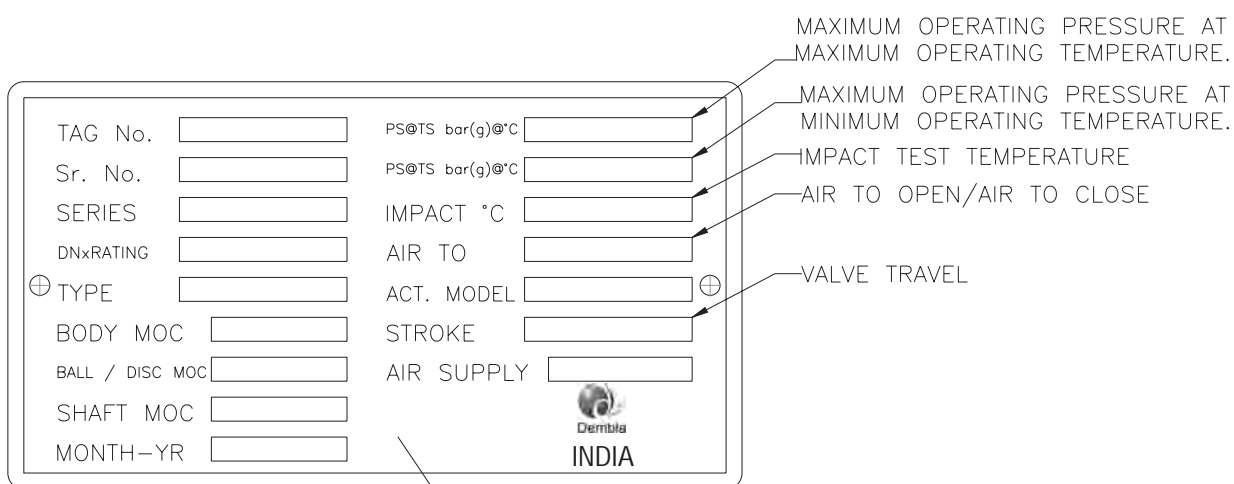 MAXIMUM OPERATING PRESSURE AT
MAXIMUM OPERATING TEMPERATURE.
MAXIMUM OPERATING PRESSURE AT
MINIMUM OPERATING TEMPERATURE.
IMPACT TEST TEMPERATURE
AIR TO OPEN/AIR TO CLOSE
VALVE TRAVEL
TAG No.
Sr. No.
SERIES
DNxRATING
TYPE
BODY MOC
BALL / DISC MOC
SHAFT MOC
MONTH-YR
PS@TS bar(g)@°C
PS@TS bar(g)@°C
IMPACT °C
AIR TO
ACT. MODEL
STROKE
AIR SUPPLY
Dembla
INDIA